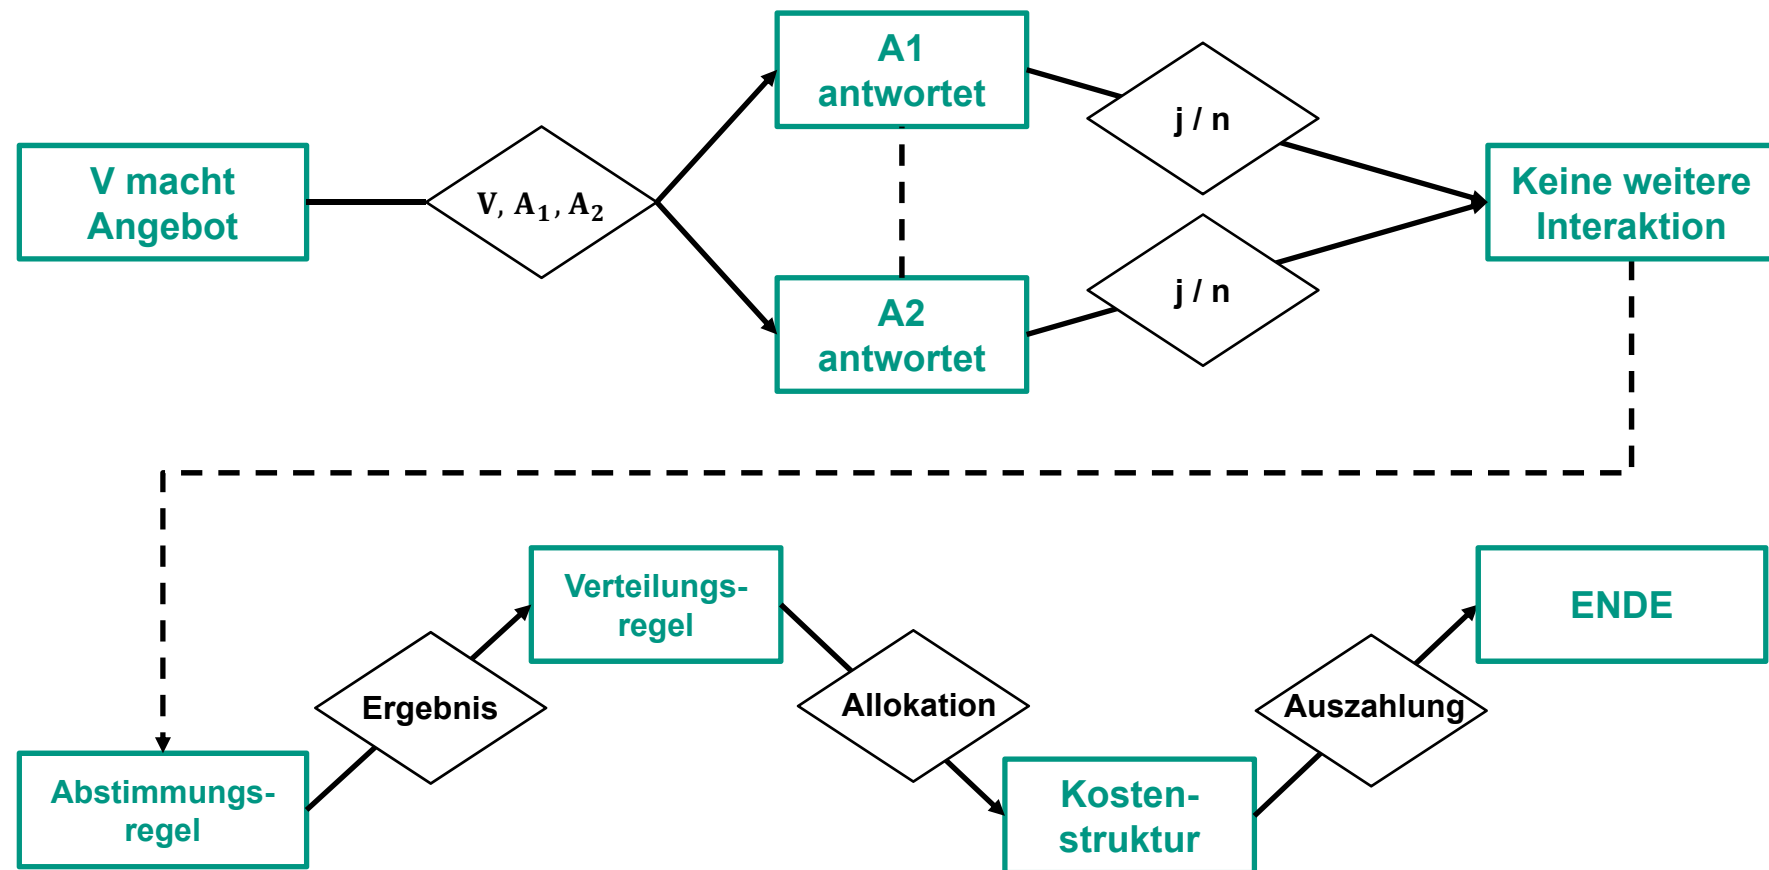 V macht
Angebot
V, A₁, A₂
A1
antwortet
A2
antwortet
j / n
j / n
Keine weitere
Interaktion
Abstimmungs-
regel
Ergebnis
Verteilungs-
regel
Allokation
Kosten-
struktur
Auszahlung
ENDE